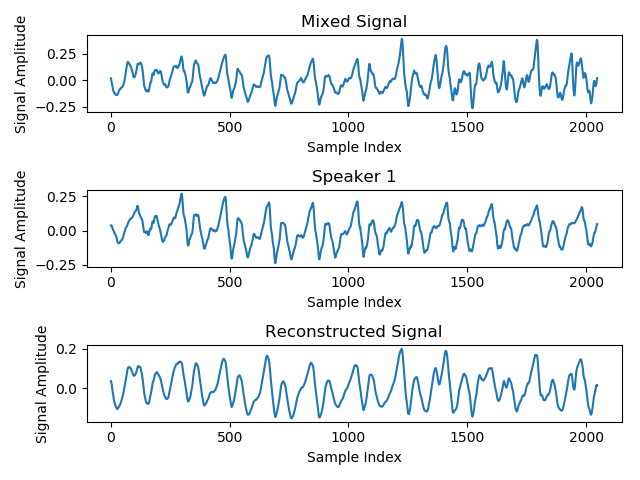 Mixed Signal
Signal Amplitude
0.25
0.00
−0.25
0 500 1000 1500 2000
Sample Index
Speaker 1
Signal Amplitude
0.25
0.00
−0.25
0 500 1000 1500 2000
Sample Index
Reconstructed Signal
Signal Amplitude
0.2
0.0
0 500 1000 1500 2000
Sample Index